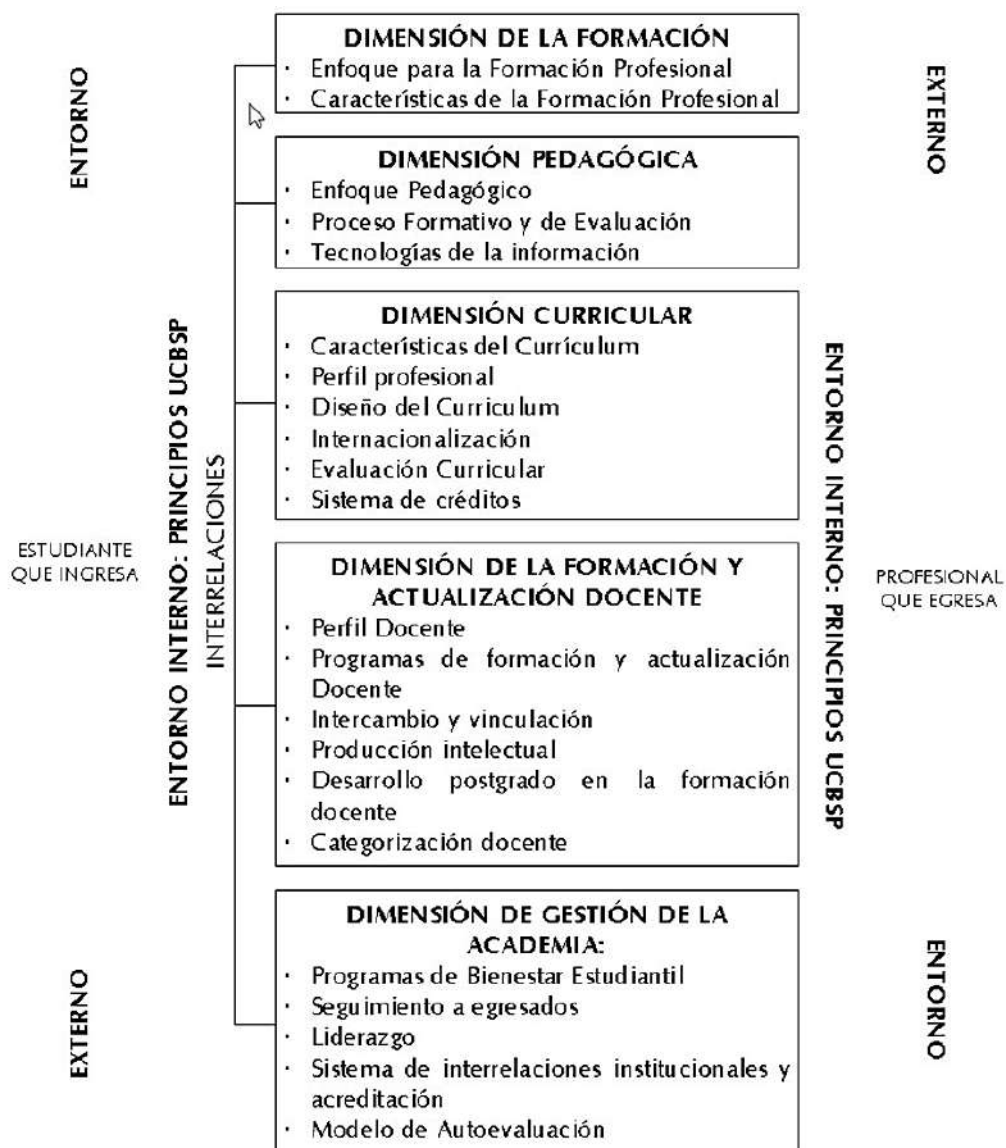 DIMENSIÓN DE LA FORMACIÓN
· Enfoque para la Formación Profesional
· Características de la Formación Profesional
ENTORNO
EXTERNO
DIMENSIÓN PEDAGÓGICA
· Enfoque Pedagógico
· Proceso Formativo y de Evaluación
· Tecnologías de la información
DIMENSIÓN CURRICULAR
· Características del Currículum
· Perfil profesional
· Diseño del Curriculum
· Internacionalización
· Evaluación Curricular
· Sistema de créditos
ENTORNO INTERNO: PRINCIPIOS UCBSP
INTERRELACIONES
ENTORNO INTERNO: PRINCIPIOS UCBSP
ESTUDIANTE
QUE INGRESA
PROFESIONAL
QUE EGRESA
DIMENSIÓN DE LA FORMACIÓN Y
ACTUALIZACIÓN DOCENTE
· Perfil Docente
· Programas de formación y actualización
Docente
· Intercambio y vinculación
· Producción intelectual
· Desarrollo postgrado en la formación
docente
· Categorización docente
DIMENSIÓN DE GESTIÓN DE LA
ACADEMIA:
· Programas de Bienestar Estudiantil
· Seguimiento a egresados
· Liderazgo
· Sistema de interrelaciones institucionales y
acreditación
· Modelo de Autoevaluación
EXTERNO
ENTORNO